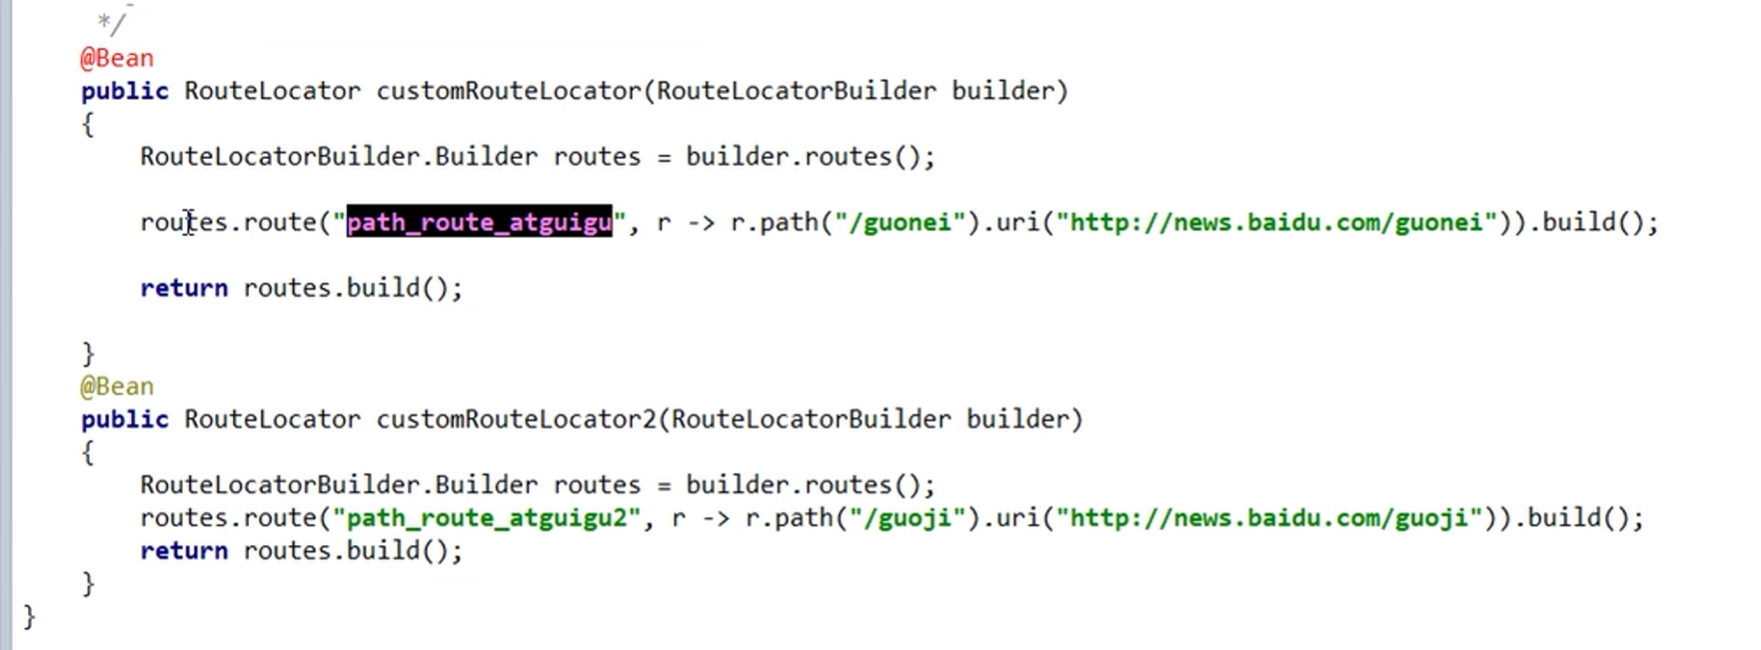 */
@Bean
public RouteLocator customRouteLocator(RouteLocatorBuilder builder)
{
RouteLocatorBuilder.Builder routes = builder.routes();
routes.route("path_route_atguigu", r -> r.path("/guonei").uri("http://news.baidu.com/guonei")).build();
return routes.build();
}
@Bean
public RouteLocator customRouteLocator2(RouteLocatorBuilder builder)
{
RouteLocatorBuilder.Builder routes = builder.routes();
routes.route("path_route_atguigu2", r -> r.path("/guoji").uri("http://news.baidu.com/guoji")).build();
return routes.build();
}
}